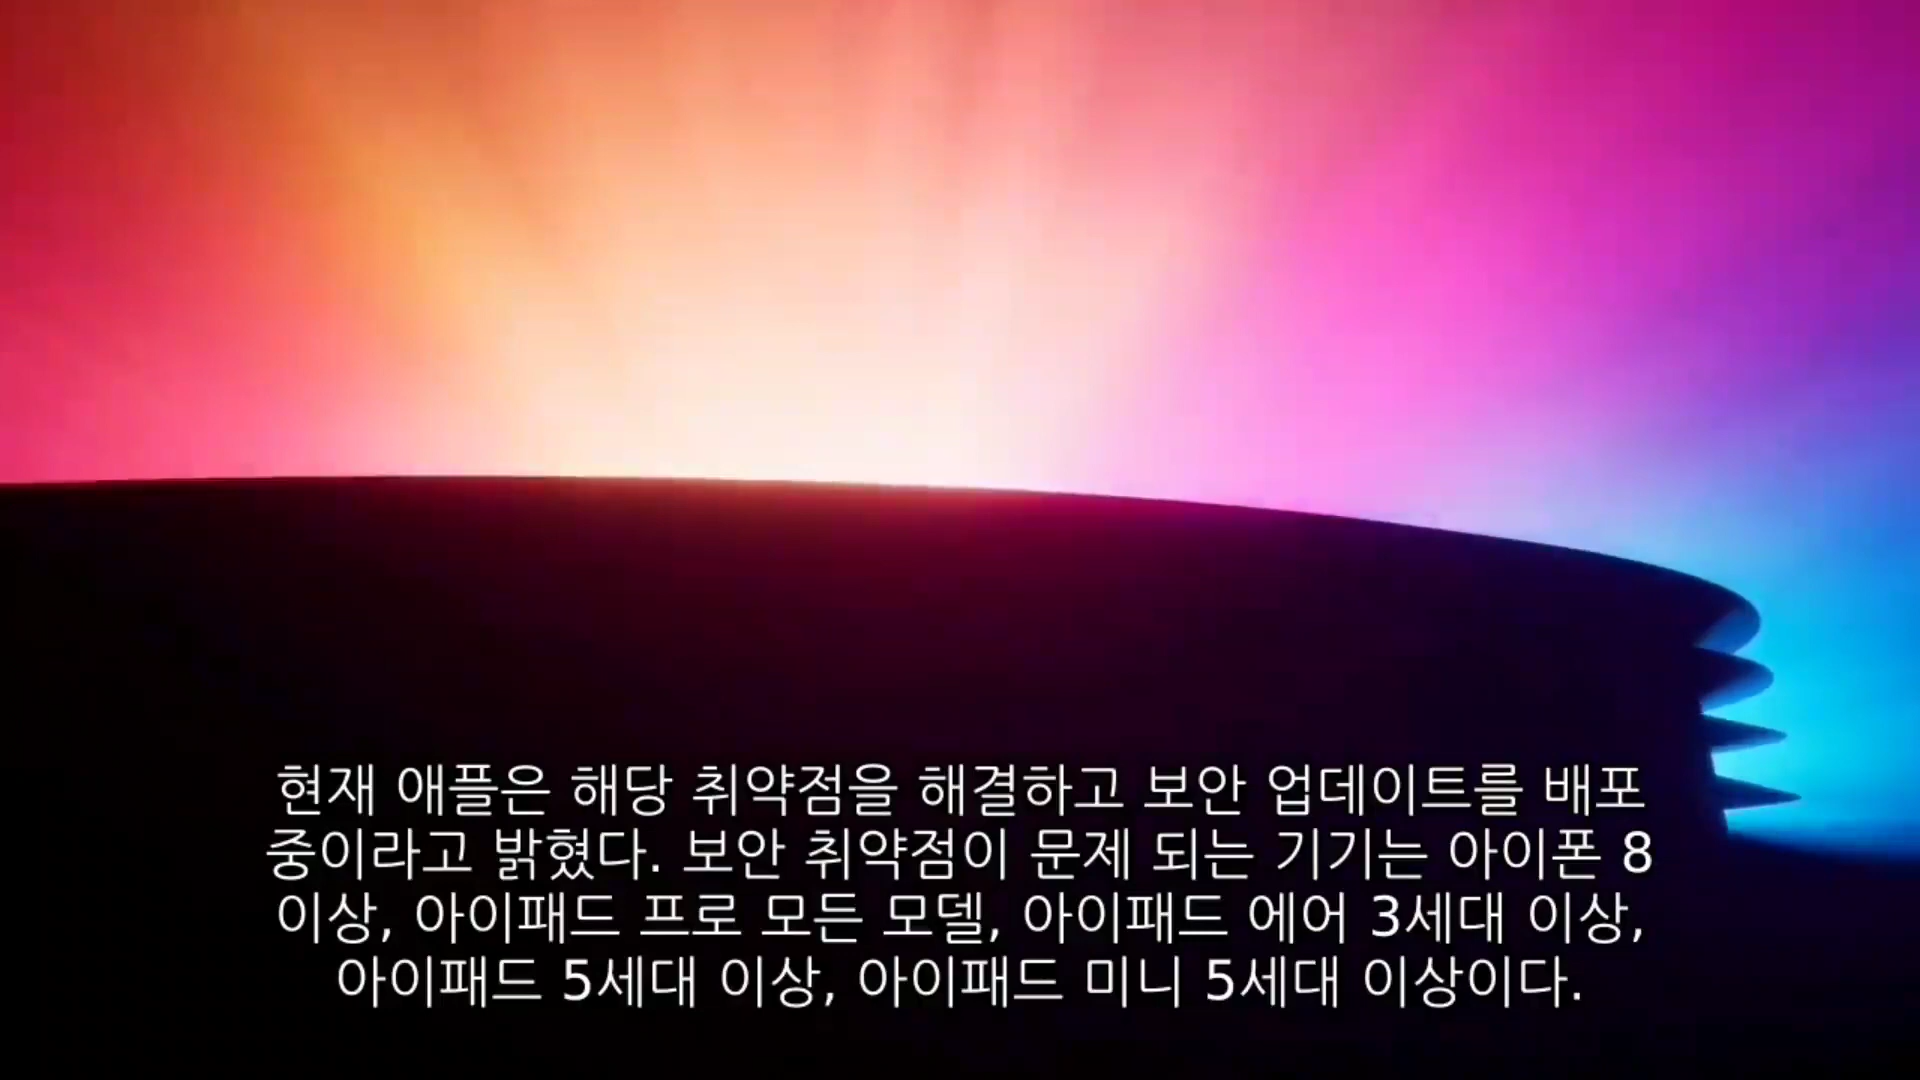 현재 애플은 해당 취약점을 해결하고 보안 업데이트를 배포
중이라고 밝혔다. 보안 취약점이 문제 되는 기기는 아이폰 8
이상, 아이패드 프로 모든 모델, 아이패드 에어 3세대 이상,
아이패드 5세대 이상, 아이패드 미니 5세대 이상이다.